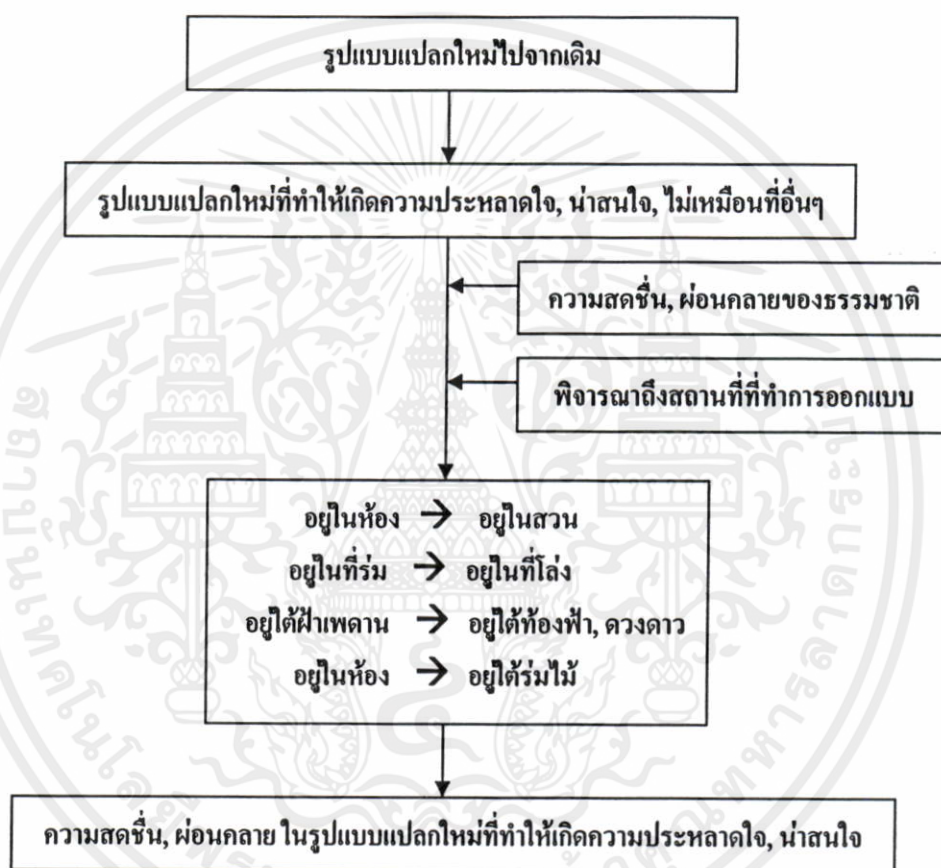 รูปแบบแปลกใหม่ไปจากเดิม
รูปแบบแปลกใหม่ที่ทำให้เกิดความประหลาดใจ, น่าสนใจ, ไม่เหมือนที่อื่นๆ
ความสดชื่น, ผ่อนคลายของธรรมชาติ
พิจารณาถึงสถานที่ที่ทำการออกแบบ
อยู่ในห้อง → อยู่ในสวน
อยู่ในที่ร่ม → อยู่ในที่โล่ง
อยู่ใต้ฝ้าเพดาน → อยู่ใต้ท้องฟ้า, ดวงดาว
อยู่ในห้อง → อยู่ใต้ร่มไม้
ความสดชื่น, ผ่อนคลาย ในรูปแบบแปลกใหม่ที่ทำให้เกิดความประหลาดใจ, น่าสนใจ